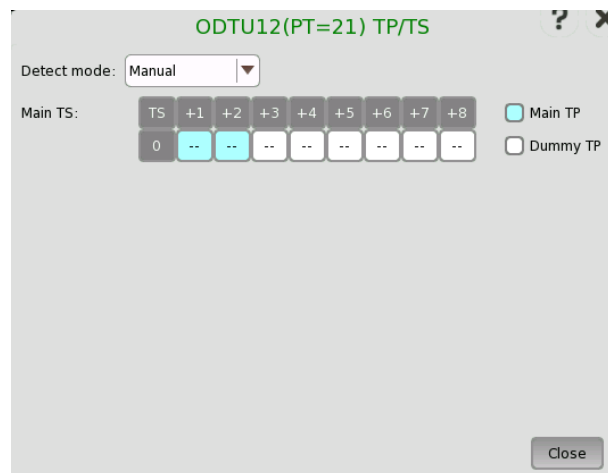 ODTU12(PT=21) TP/TS
?
Detect mode: Manual
Main TS: TS +1 +2 +3 +4 +5 +6 +7 +8 Main TP
0 -- -- -- -- -- -- -- -- Dummy TP
Close